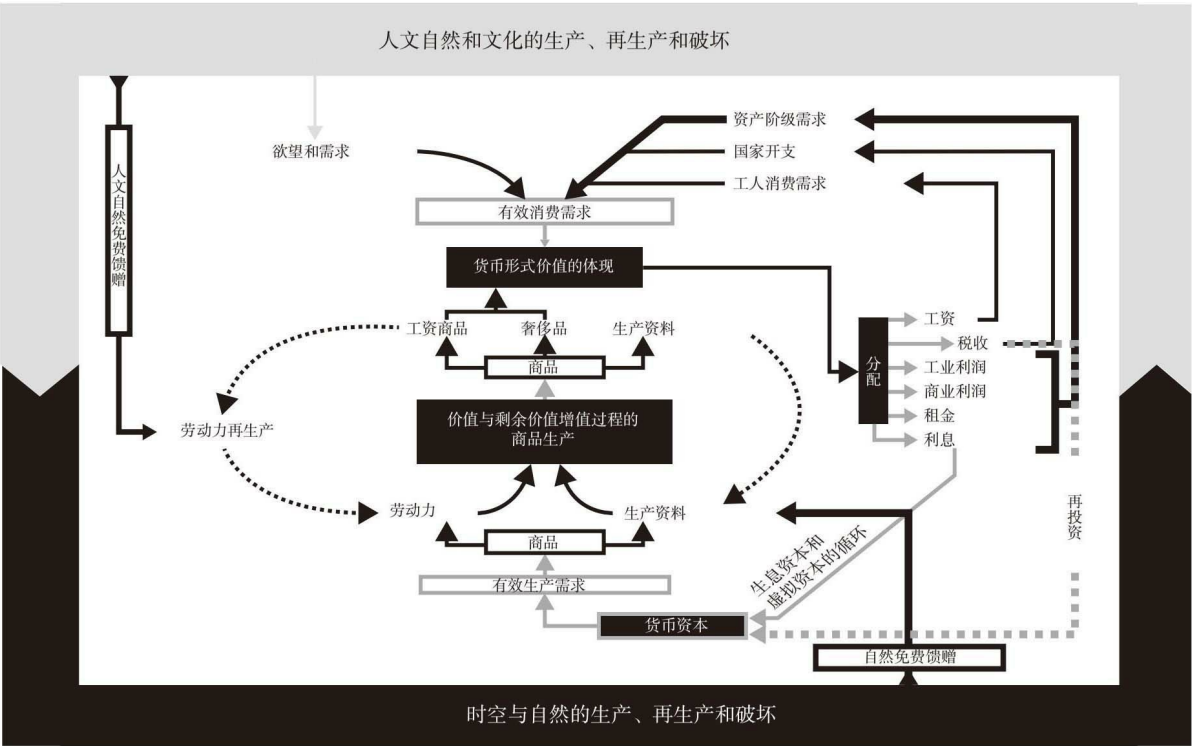 人文自然和文化的生产、再生产和破坏
人文自然免费馈赠
欲望和需求
资产阶级需求
国家开支
工人消费需求
有效消费需求
货币形式价值的体现
工资商品
奢侈品
生产资料
商品
分配
工资
税收
工业利润
商业利润
租金
利息
价值与剩余价值增值过程的
商品生产
劳动力再生产
劳动力
生产资料
商品
有效生产需求
货币资本
生息资本和
虚拟资本的循环
再投资
自然免费馈赠
时空与自然的生产、再生产和破坏